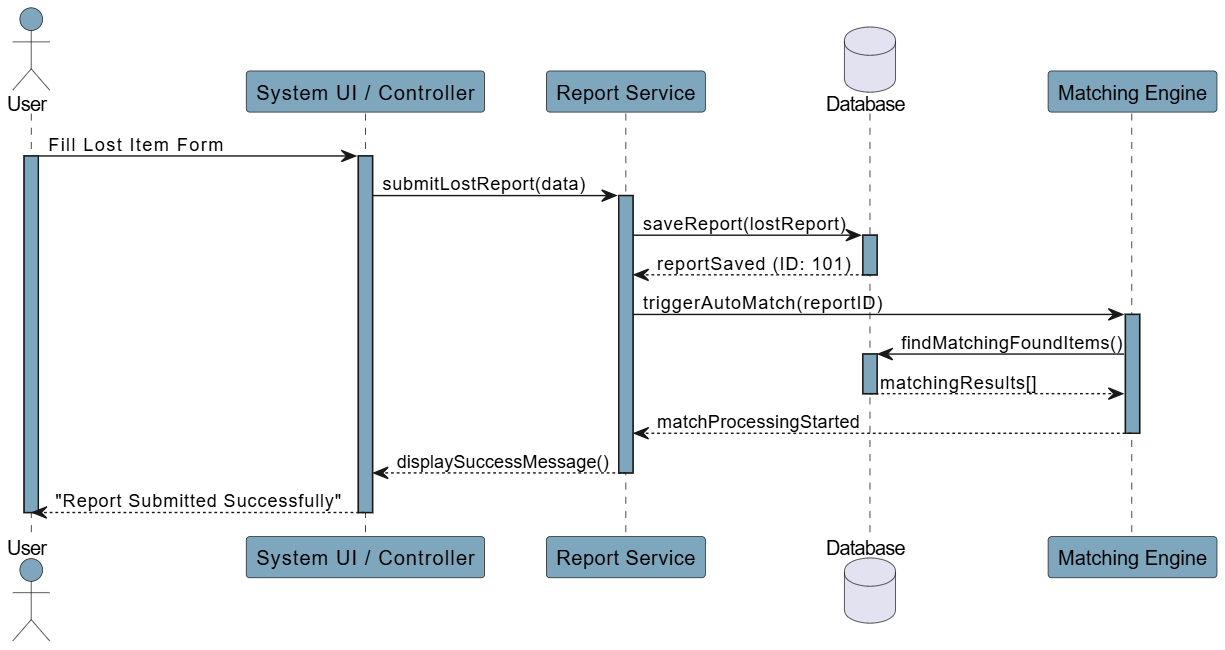 User
System UI / Controller
Report Service
Database
Matching Engine
Fill Lost Item Form
submitLostReport(data)
saveReport(lostReport)
reportSaved (ID: 101)
triggerAutoMatch(reportID)
findMatchingFoundItems()
matchingResults[]
matchProcessingStarted
displaySuccessMessage()
"Report Submitted Successfully"
User
System UI / Controller
Report Service
Database
Matching Engine